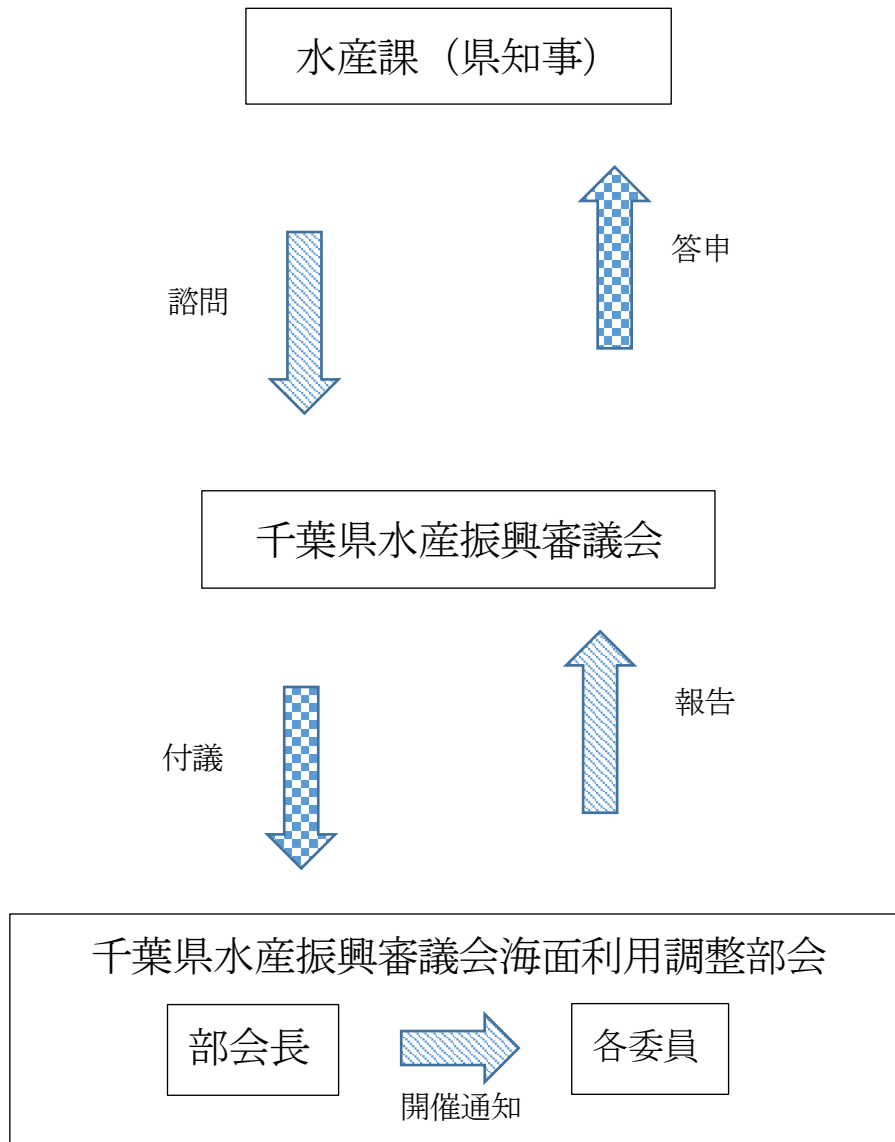 水産課（県知事）
答申
諮問
千葉県水産振興審議会
報告
付議
千葉県水産振興審議会海面利用調整部会
部会長
各委員
開催通知